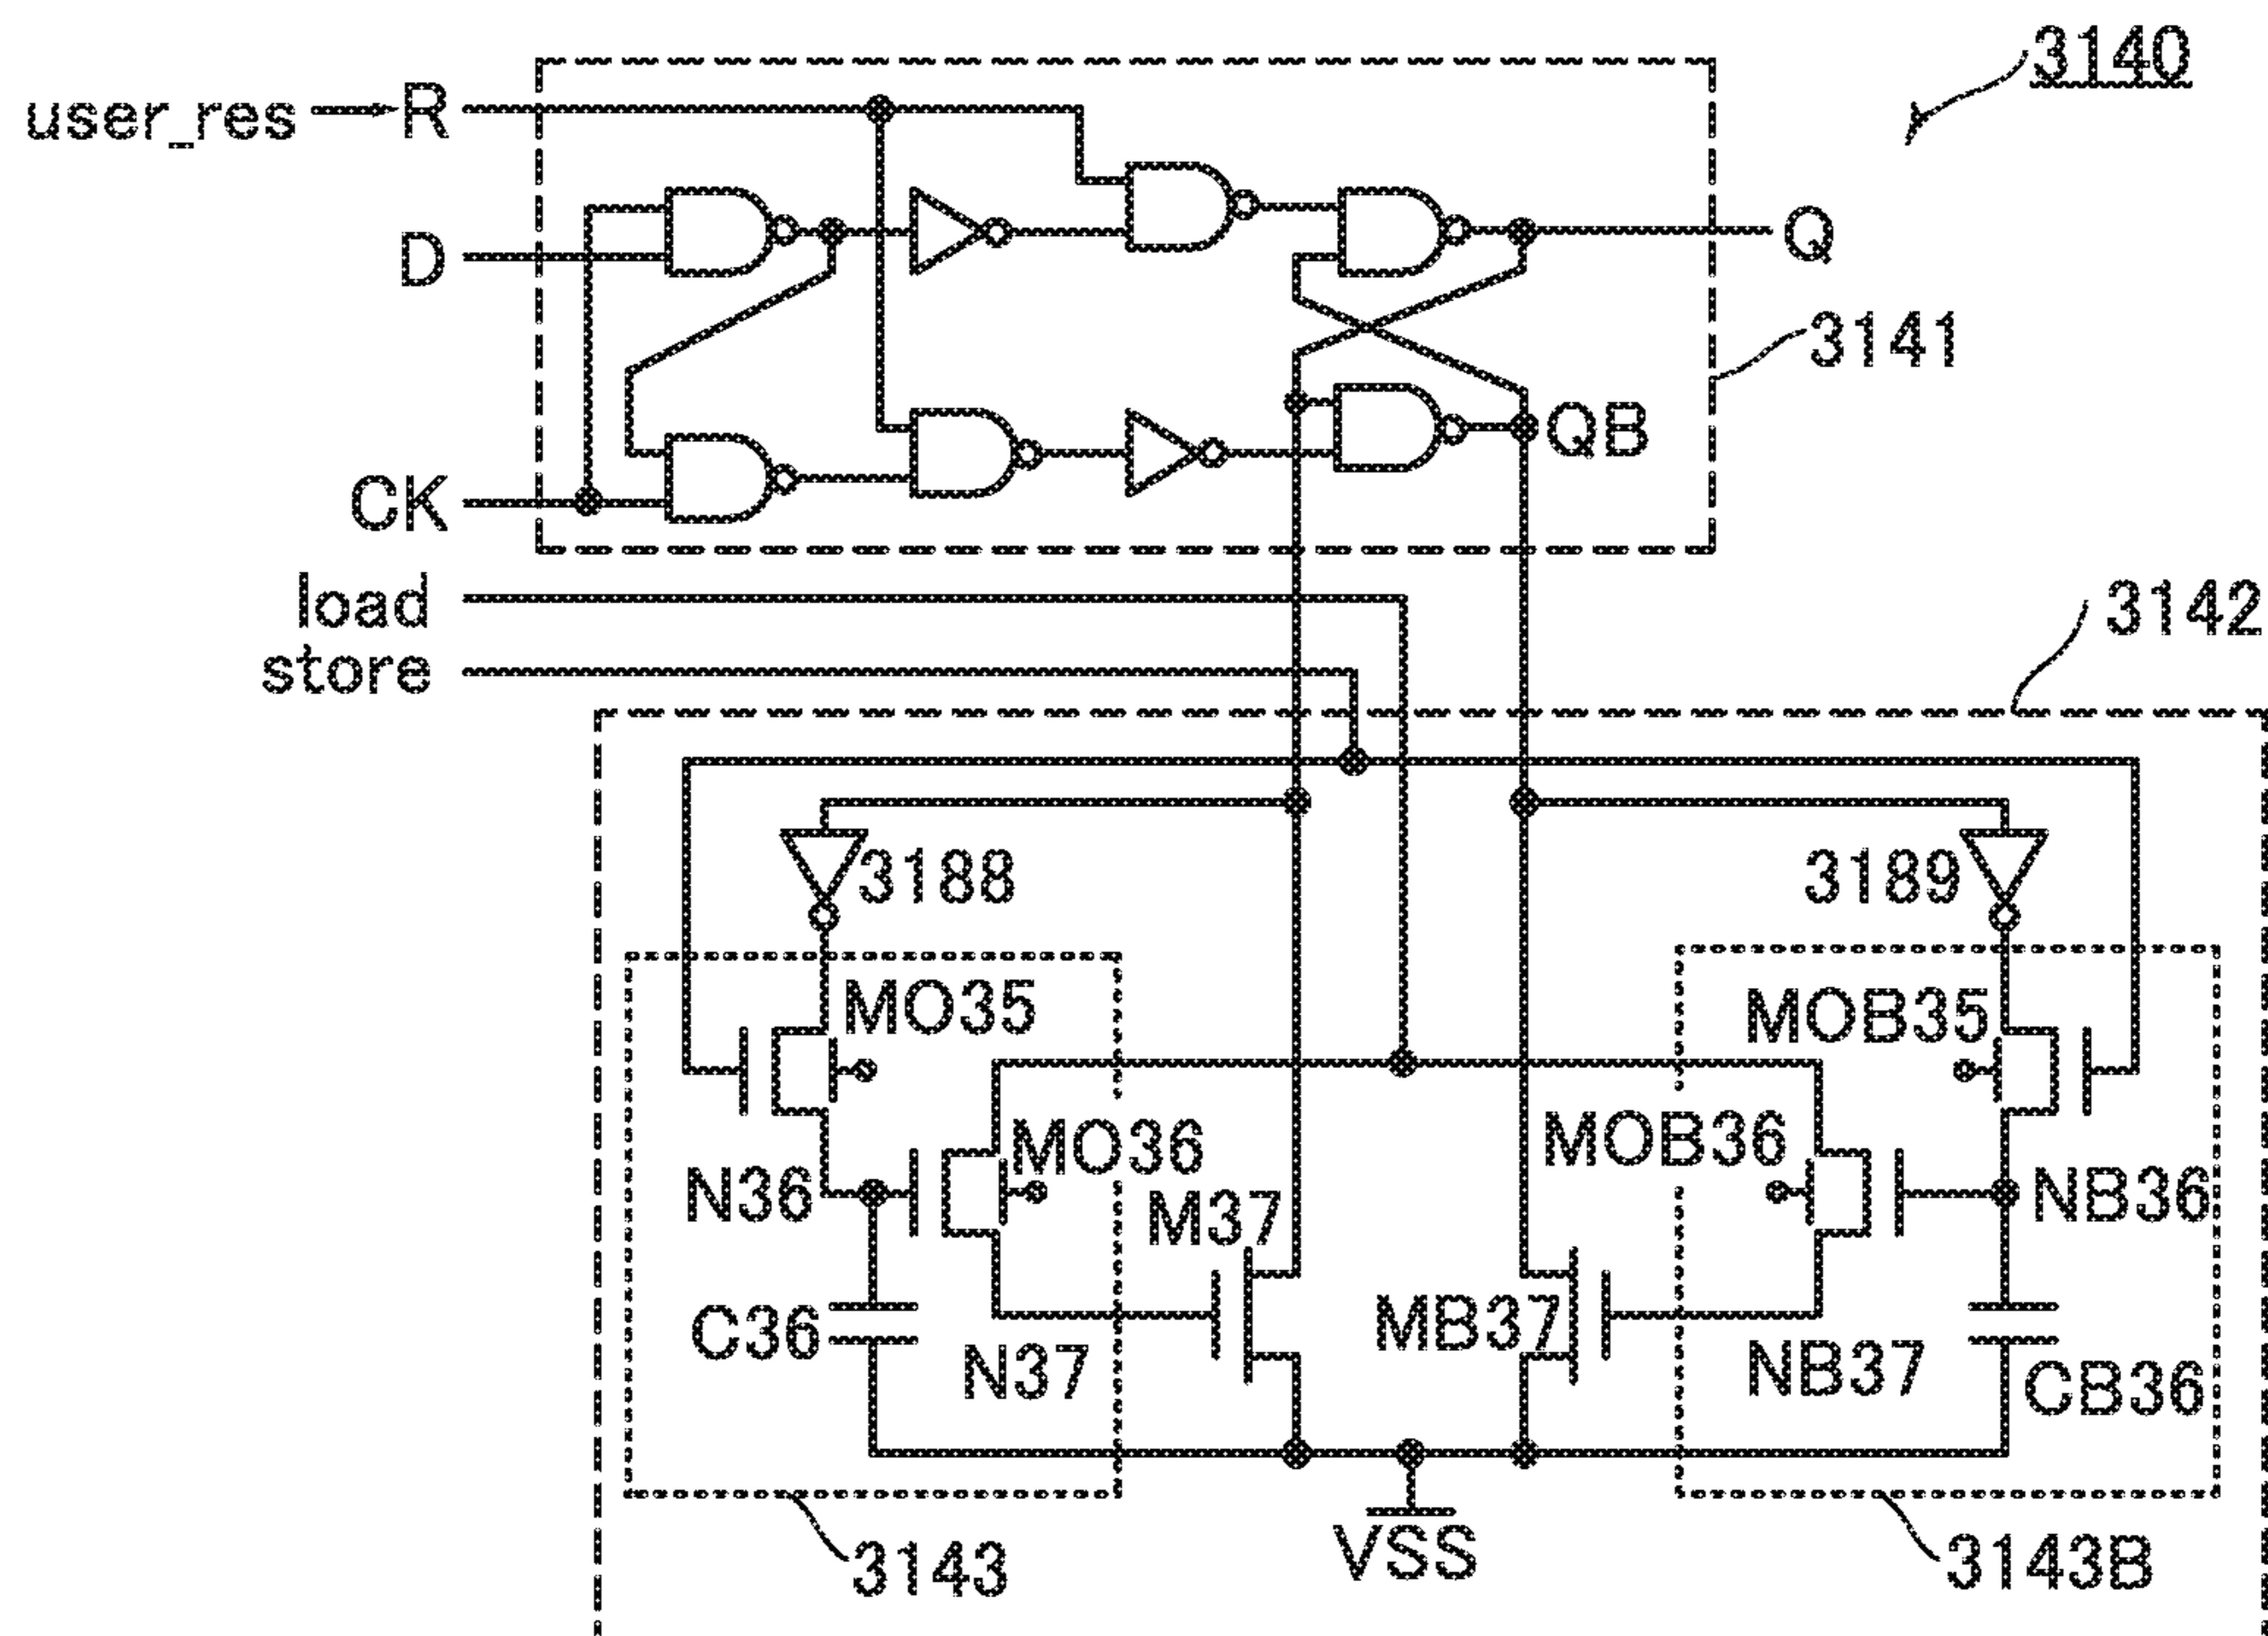 3140
user_res
R
D
Q
3141
QB
CK
load
store
3142
3188
3189
MO35
MOB35
MO36
MOB36
N36
M37
NB36
C36
MB37
N37
NB37
CB36
VSS
3143
3143B